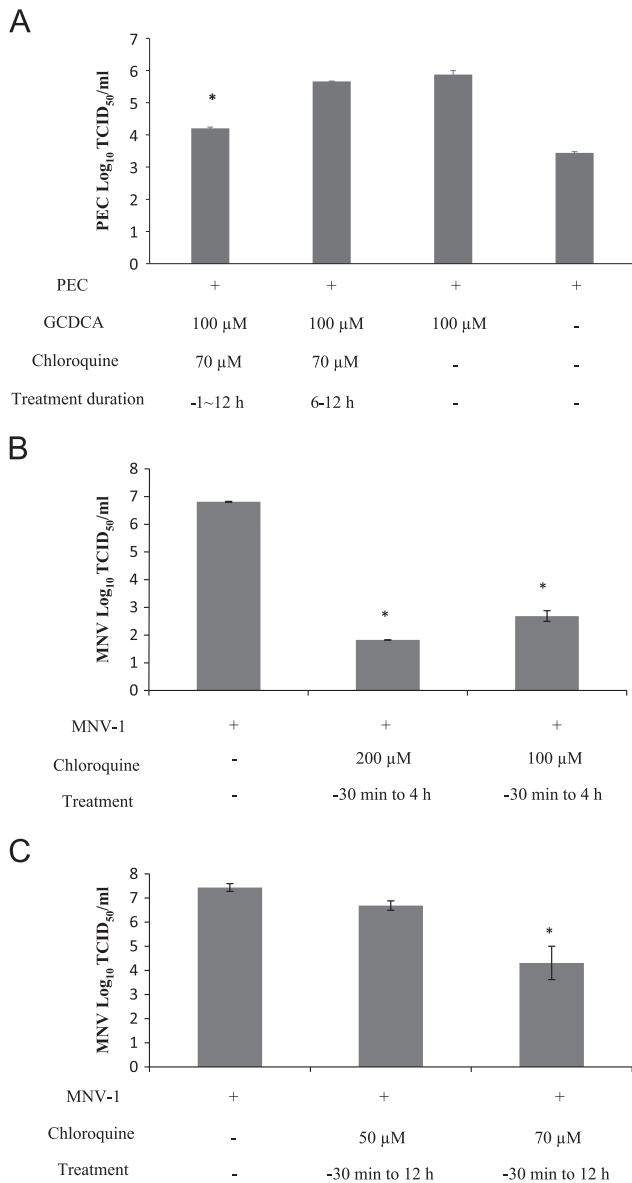 A
PEC Log10 TCID50/ml
6
5
4
3
2
1
0
*
PEC + + + +
GCDCA 100 µM 100 µM 100 µM -
Chloroquine 70 µM 70 µM - -
Treatment duration -1~12 h 6-12 h - -
B
MNV Log10 TCID50/ml
8
7
6
5
4
3
2
1
0
* *
MNV-1 + + +
Chloroquine - 200 µM 100 µM
Treatment - -30 min to 4 h -30 min to 4 h
C
MNV Log10 TCID50/ml
8
7
6
5
4
3
2
1
0
*
MNV-1 + + +
Chloroquine - 50 µM 70 µM
Treatment - -30 min to 12 h -30 min to 12 h